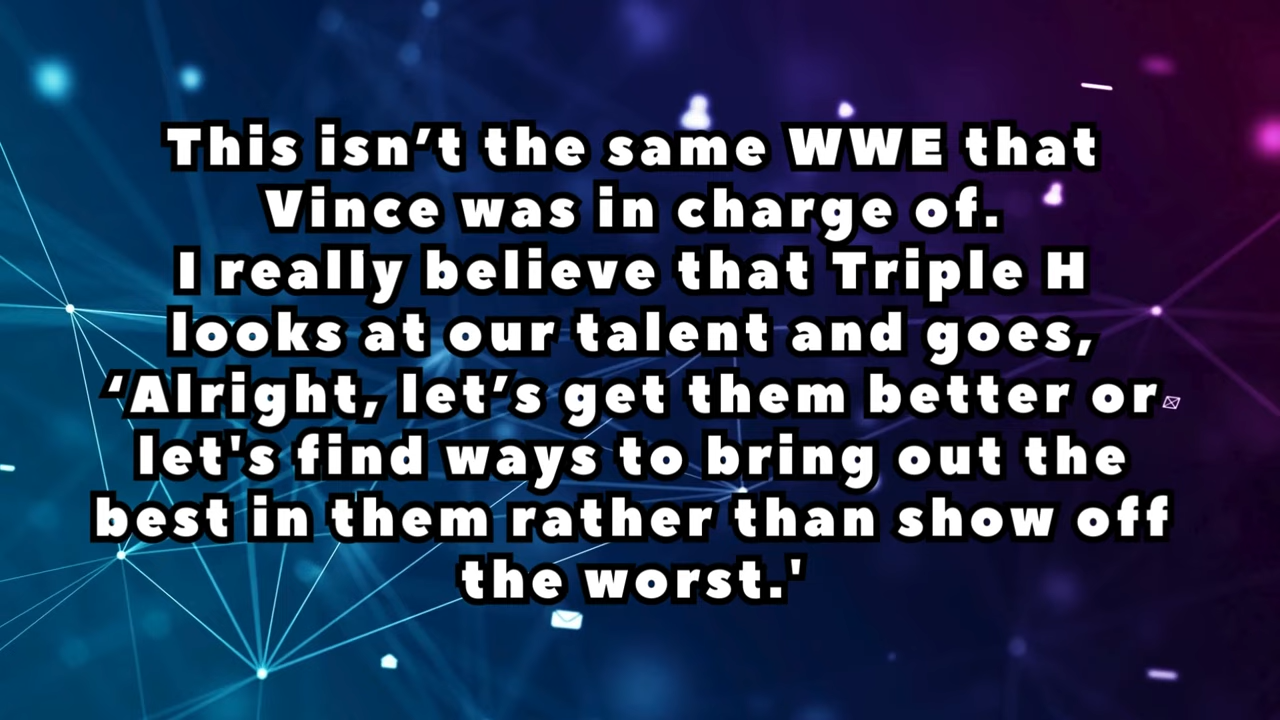 This isn’t the same WWE that
Vince was in charge of.
I really believe that Triple H
looks at our talent and goes,
‘Alright, let’s get them better or
let's find ways to bring out the
best in them rather than show off
the worst.'